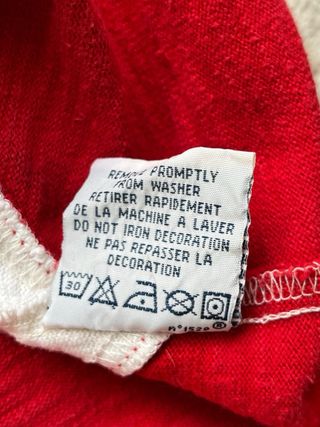 REMOVE PROMPTLY
FROM WASHER
RETIRER RAPIDEMENT
DE LA MACHINE A LAVER
DO NOT IRON DECORATION
NE PAS REPASSER LA
DECORATION
30
n°1520®